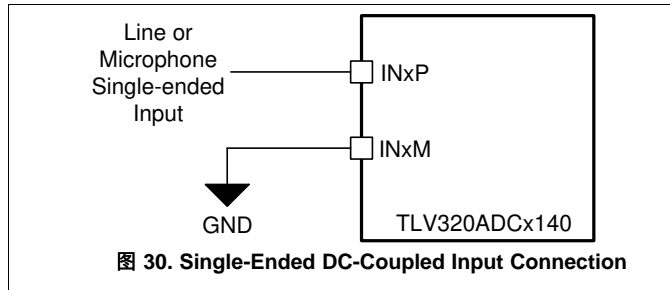 Line or
Microphone
Single-ended
Input
INxP
INxM
GND
TLV320ADCx140
图 30. Single-Ended DC-Coupled Input Connection